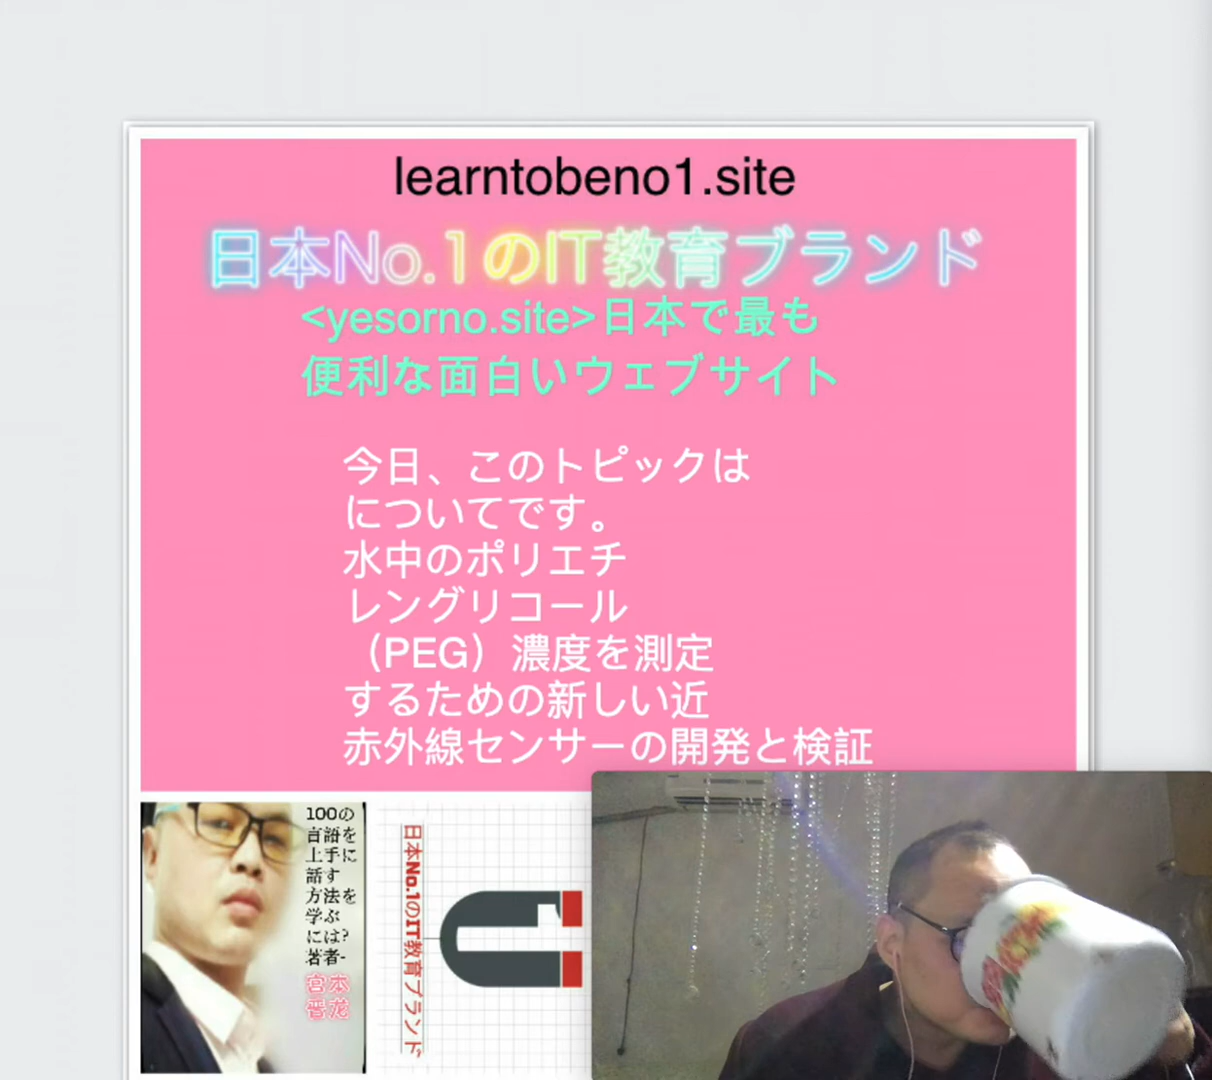 learntobeno1.site
日本No.1のIT教育ブランド
<yesorno.site>日本で最も
便利な面白いウェブサイト
今日、このトピックは
についてです。
水中のポリエチ
レングリコール
（PEG）濃度を測定
するための新しい近
赤外線センサーの開発と検証
100の
言語を
上手に
話す
方法を
学ぶ
には?
著者-
宮本
晋龙
日本No.1のIT教育ブランド